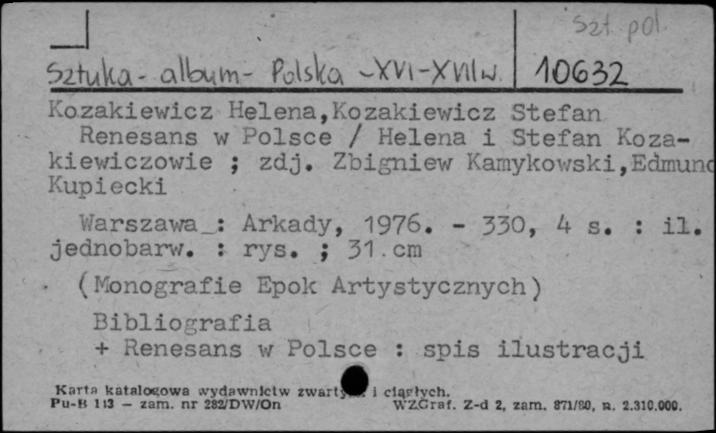 Szt. pol.
Sztuka - album - Polska - XVI-XVII w. 10632
Kozakiewicz Helena,Kozakiewicz Stefan
Renesans w Polsce / Helena i Stefan Koza-
kiewiczowie ; zdj. Zbigniew Kamykowski,Edmund
Kupiecki
Warszawa : Arkady, 1976. - 330, 4 s. : il.
jednobarw. : rys. ; 31 cm
(Monografie Epok Artystycznych)
Bibliografia
+ Renesans w Polsce : spis ilustracji
Karta katalogowa wydawnictw zwartych i ciągłych.
Pu-B 113 — zam. nr 282/DW/On WZGraf. Z-d 2, zam. 871/80, n. 2.310.000.